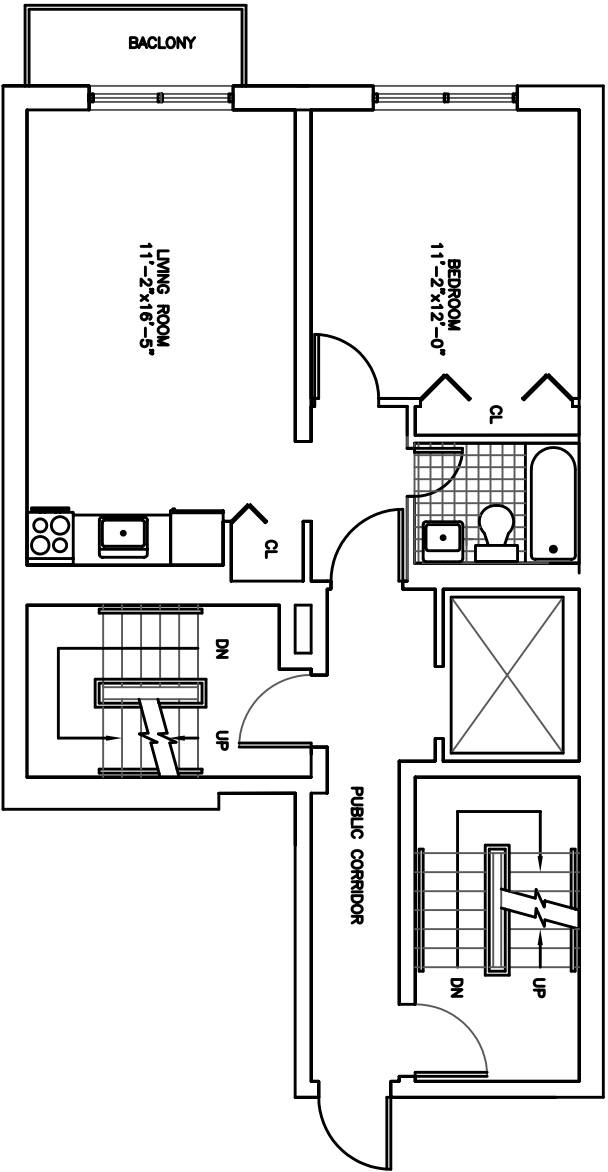 BACLONY
LIVING ROOM
11'-2"x16'-5"
BEDROOM
11'-2"x12'-0"
CL
CL
DN
UP
PUBLIC CORRIDOR
DN
UP